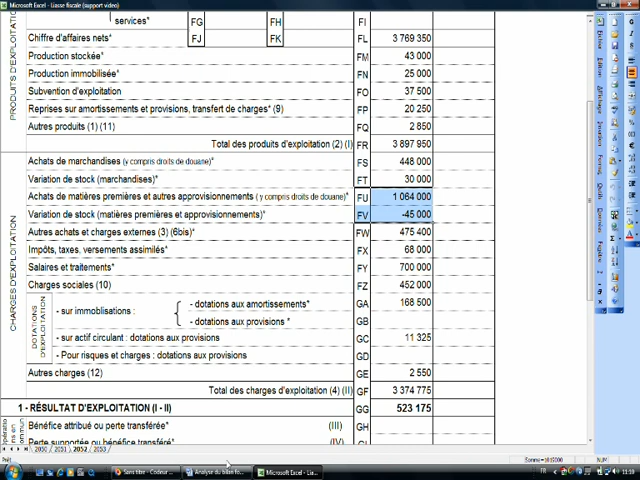 Microsoft Excel - Liasse fiscale (support video)
services* FG FH FI
Chiffre d'affaires nets* FJ FK FL 3 769 350
Production stockée* FM 43 000
Production immobilisée* FN 25 000
Subvention d'exploitation FO 37 500
Reprises sur amortissements et provisions, transfert de charges* (9) FP 20 250
Autres produits (1) (11) FQ 2 850
Total des produits d'exploitation (2) (I) FR 3 897 950
PRODUITS D'EXPLOITATION
Achats de marchandises (y compris droits de douane)* FS 448 000
Variation de stock (marchandises)* FT 30 000
Achats de matières premières et autres approvisionnements (y compris droits de douane)* FU 1 064 000
Variation de stock (matières premières et approvisionnements)* FV -45 000
Autres achats et charges externes (3) (6bis)* FW 475 400
Impôts, taxes, versements assimilés* FX 68 000
Salaires et traitements* FY 700 000
Charges sociales (10) FZ 452 000
CHARGES D'EXPLOITATION
DOTATIONS D'EXPLOITATION
- sur immobilisations : - dotations aux amortissements* GA 168 500
- dotations aux provisions * GB
- sur actif circulant : dotations aux provisions GC 11 325
- Pour risques et charges : dotations aux provisions GD
Autres charges (12) GE 2 550
Total des charges d'exploitation (4) (II) GF 3 374 775
1 - RÉSULTAT D'EXPLOITATION (I - II) GG 523 175
Bénéfice attribué ou perte transférée* (III) GH
Perte supportée ou bénéfice transféré* (IV)
2050 2051 2052 2053
Prêt NUM
Sans titre - Codeur ... Analyse du bilan fo... Microsoft Excel - Lia... FR 11:19